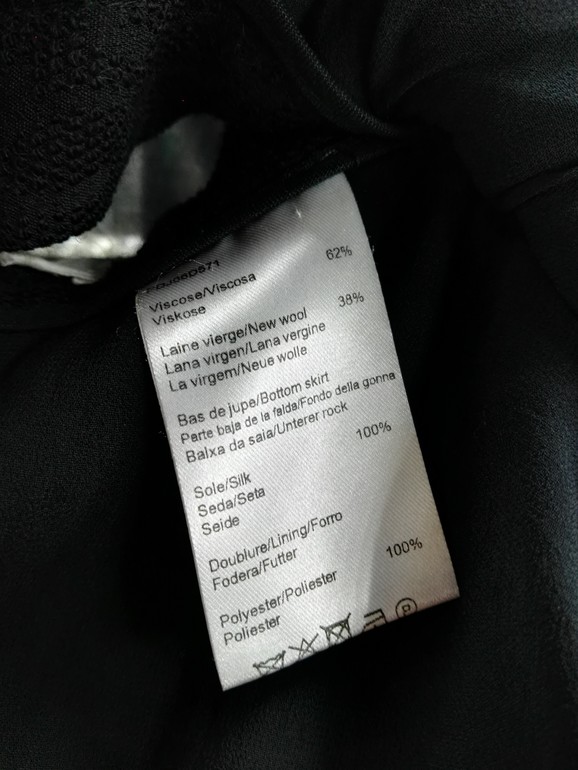 Viscose/Viscosa 62%
Viskose
Laine vierge/New wool 38%
Lana virgen/Lana vergine
La virgem/Neue wolle
Bas de jupe/Bottom skirt
Parte baja de la falda/Fondo della gonna
Balxa da saia/Unterer rock
100%
Sole/Silk
Seda/Seta
Seide
Doublure/Lining/Forro
Fodera/Futter
100%
Polyester/Poliester
Poliester
P